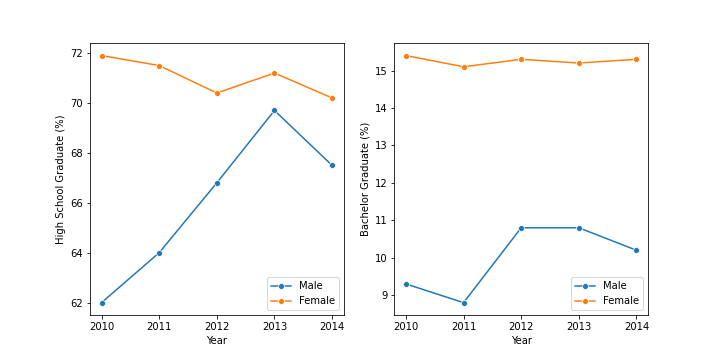 High School Graduate (%)
72
70
68
66
64
62
2010 2011 2012 2013 2014
Year
Male
Female
Bachelor Graduate (%)
15
14
13
12
11
10
9
2010 2011 2012 2013 2014
Year
Male
Female